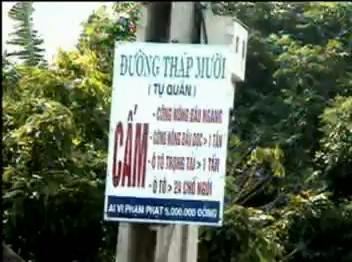 ĐƯỜNG THÁP MƯỜI
( TỰ QUẢN )
CẤM
- CÔNG NÔNG ĐẦU NGANG
- CÔNG NÔNG ĐẦU DỌC > 1 TẤN
- Ô TÔ TRỌNG TẢI > 1 TẤN
- Ô TÔ > 24 CHỖ NGỒI
AI VI PHẠM PHẠT 5.000.000 ĐỒNG